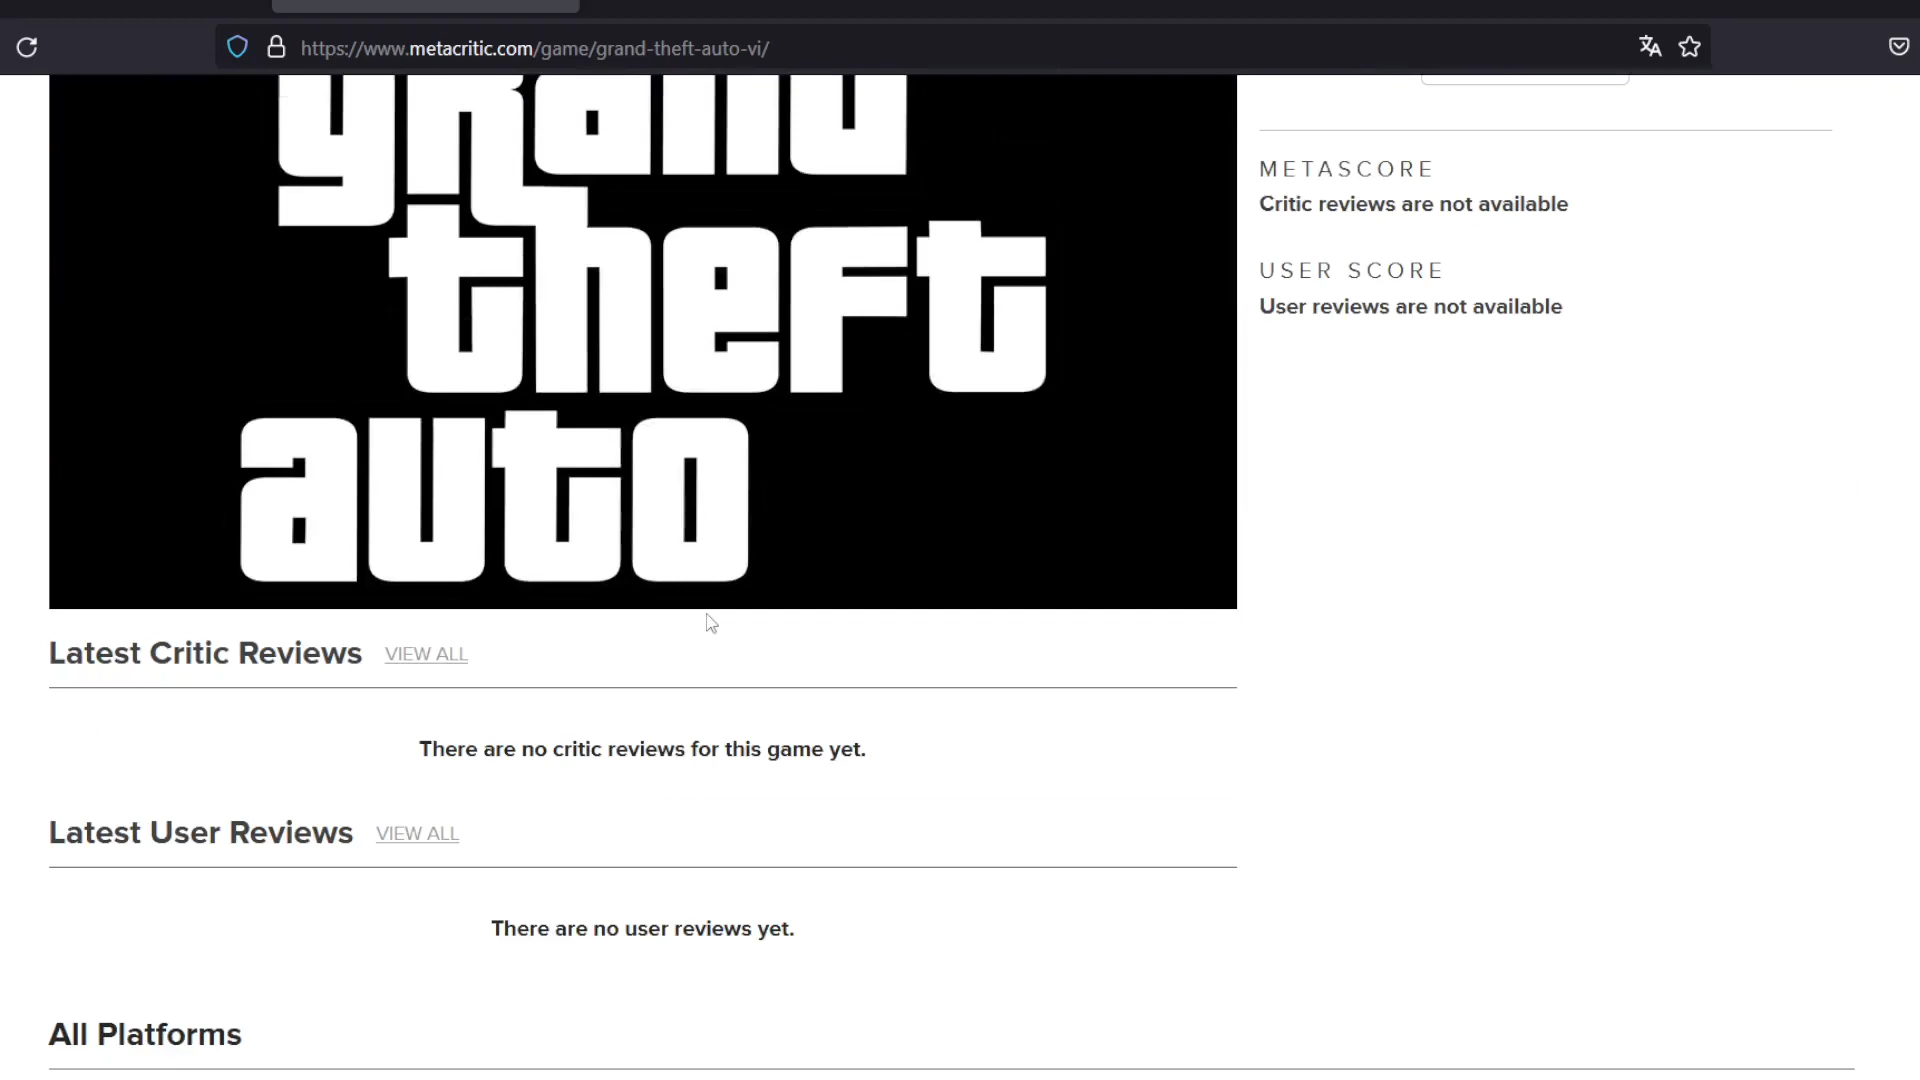 https://www.metacritic.com/game/grand-theft-auto-vi/
grand
theft
auto
METASCORE
Critic reviews are not available
USER SCORE
User reviews are not available
Latest Critic Reviews VIEW ALL
There are no critic reviews for this game yet.
Latest User Reviews VIEW ALL
There are no user reviews yet.
All Platforms